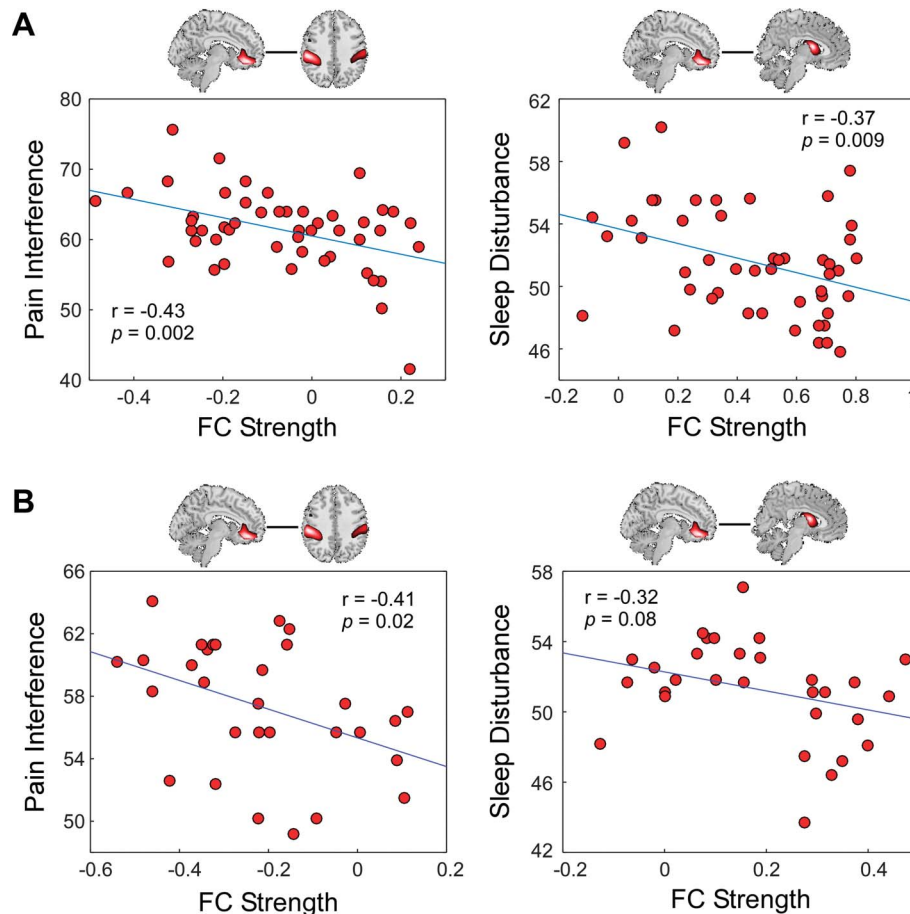 A
80
70
60
50
40
Pain Interference
r = -0.43
p = 0.002
-0.4
-0.2
0
0.2
FC Strength
62
58
54
50
46
Sleep Disturbance
r = -0.37
p = 0.009
-0.2
0
0.2
0.4
0.6
0.8
1
FC Strength
B
66
62
58
54
50
Pain Interference
r = -0.41
p = 0.02
-0.6
-0.4
-0.2
0
0.2
FC Strength
58
54
50
46
42
Sleep Disturbance
r = -0.32
p = 0.08
-0.2
0
0.2
0.4
FC Strength